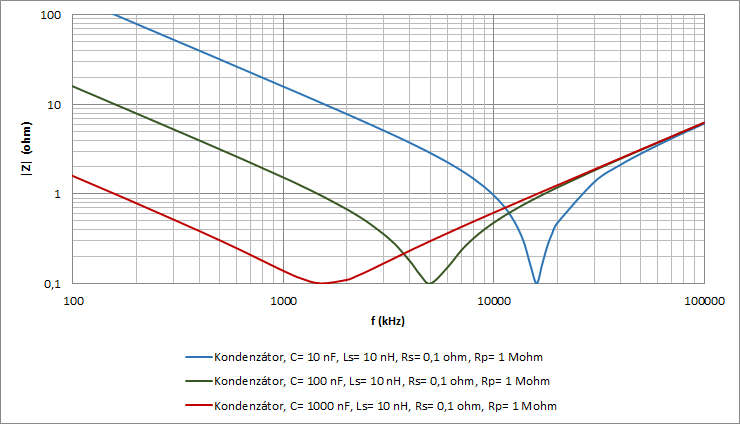 100
10
1
0,1
|Z| (ohm)
100 1000 10000 100000
f (kHz)
Kondenzátor, C= 10 nF, Ls= 10 nH, Rs= 0,1 ohm, Rp= 1 Mohm
Kondenzátor, C= 100 nF, Ls= 10 nH, Rs= 0,1 ohm, Rp= 1 Mohm
Kondenzátor, C= 1000 nF, Ls= 10 nH, Rs= 0,1 ohm, Rp= 1 Mohm